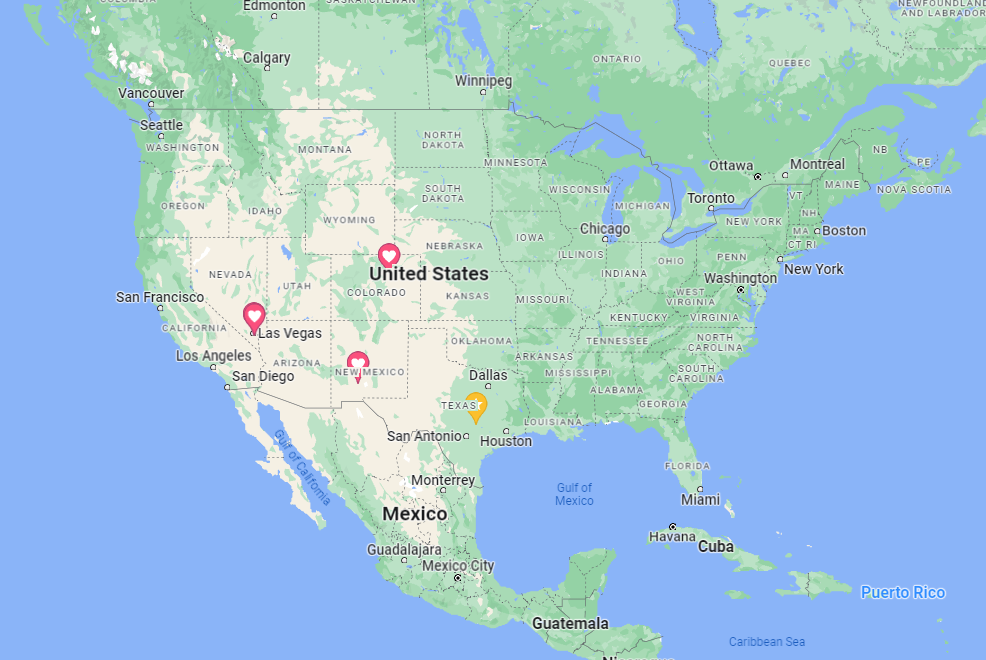 COLUMBIA
Edmonton
SASKATCHEWAN
NEWFOUNDLAND
AND LABRADOR
Calgary
ONTARIO
QUEBEC
Winnipeg
Vancouver
Seattle
WASHINGTON
NORTH
DAKOTA
MONTANA
MINNESOTA
Ottawa
Montreal
NB
PE
MAINE
NOVA SCOTIA
SOUTH
DAKOTA
WISCONSIN
MICHIGAN
Toronto
VT
NH
OREGON
IDAHO
WYOMING
NEW YORK
MA
Boston
CT RI
IOWA
Chicago
NEBRASKA
ILLINOIS
INDIANA
OHIO
PENN
New York
NEVADA
UTAH
United States
COLORADO
Washington
San Francisco
KANSAS
MISSOURI
WEST
VIRGINIA
KENTUCKY
VIRGINIA
CALIFORNIA
Las Vegas
OKLAHOMA
TENNESSEE
NORTH
CAROLINA
Los Angeles
ARIZONA
NEW MEXICO
ARKANSAS
MISSISSIPPI
SOUTH
CAROLINA
San Diego
Dallas
ALABAMA
GEORGIA
TEXAS
LOUISIANA
San Antonio
Houston
Gulf of California
FLORIDA
Monterrey
Gulf of
Mexico
Miami
Mexico
Havana
Cuba
Guadalajara
Mexico City
Puerto Rico
Guatemala
Caribbean Sea